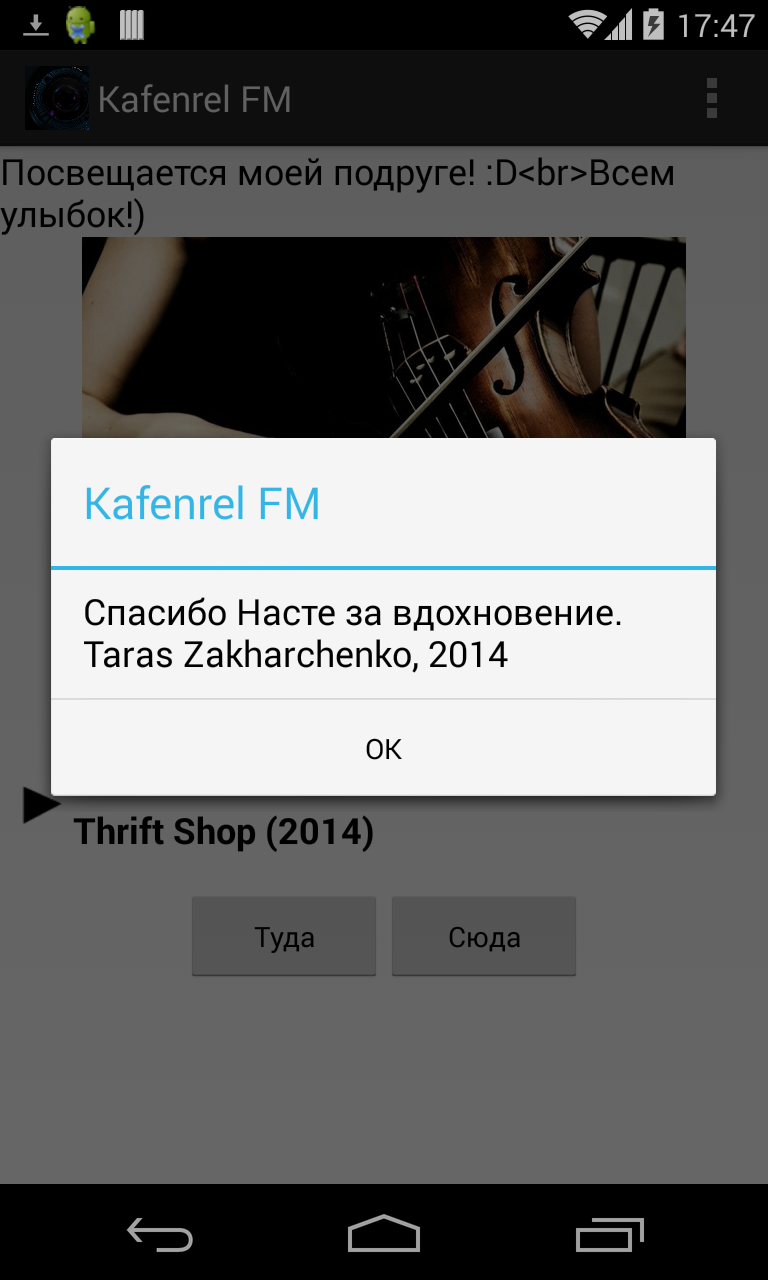 17:47
Kafenrel FM
Посвещается моей подруге! :D<br>Всем
улыбок!)
Kafenrel FM
Спасибо Насте за вдохновение.
Taras Zakharchenko, 2014
ОК
Thrift Shop (2014)
Туда
Сюда